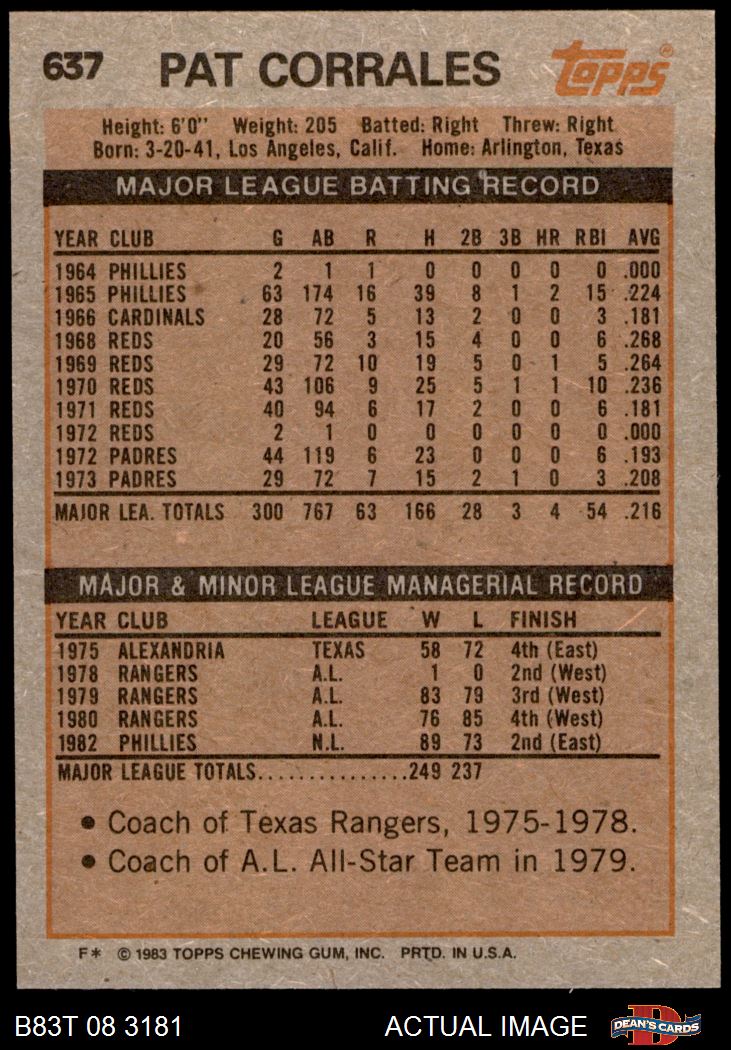 637 PAT CORRALES Topps®
Height: 6'0" Weight: 205 Batted: Right Threw: Right
Born: 3-20-41, Los Angeles, Calif. Home: Arlington, Texas
MAJOR LEAGUE BATTING RECORD
YEAR CLUB G AB R H 2B 3B HR RBI AVG
1964 PHILLIES 2 1 1 0 0 0 0 0 .000
1965 PHILLIES 63 174 16 39 8 1 2 15 .224
1966 CARDINALS 28 72 5 13 2 0 0 3 .181
1968 REDS 20 56 3 15 4 0 0 6 .268
1969 REDS 29 72 10 19 5 0 1 5 .264
1970 REDS 43 106 9 25 5 1 1 10 .236
1971 REDS 40 94 6 17 2 0 0 6 .181
1972 REDS 2 1 0 0 0 0 0 0 .000
1972 PADRES 44 119 6 23 0 0 0 6 .193
1973 PADRES 29 72 7 15 2 1 0 3 .208
MAJOR LEA. TOTALS 300 767 63 166 28 3 4 54 .216
MAJOR & MINOR LEAGUE MANAGERIAL RECORD
YEAR CLUB LEAGUE W L FINISH
1975 ALEXANDRIA TEXAS 58 72 4th (East)
1978 RANGERS A.L. 1 0 2nd (West)
1979 RANGERS A.L. 83 79 3rd (West)
1980 RANGERS A.L. 76 85 4th (West)
1982 PHILLIES N.L. 89 73 2nd (East)
MAJOR LEAGUE TOTALS...............249 237
• Coach of Texas Rangers, 1975-1978.
• Coach of A.L. All-Star Team in 1979.
F* © 1983 TOPPS CHEWING GUM, INC. PRTD. IN U.S.A.
B83T 08 3181 ACTUAL IMAGE D DEAN'S CARDS